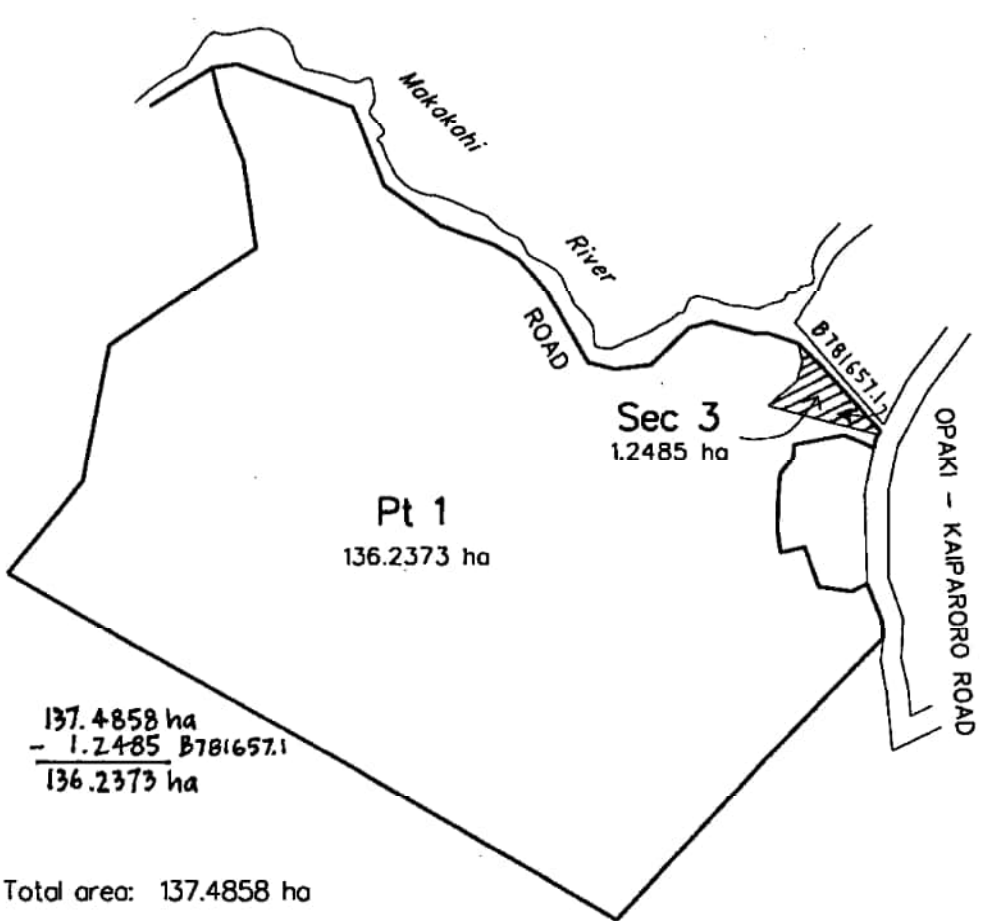 Makakahi
River
ROAD
B781657.1
Sec 3
1.2485 ha
OPAKI - KAIPARORO ROAD
Pt 1
136.2373 ha
137.4858 ha
- 1.2485 B781657.1
136.2373 ha
Total area: 137.4858 ha